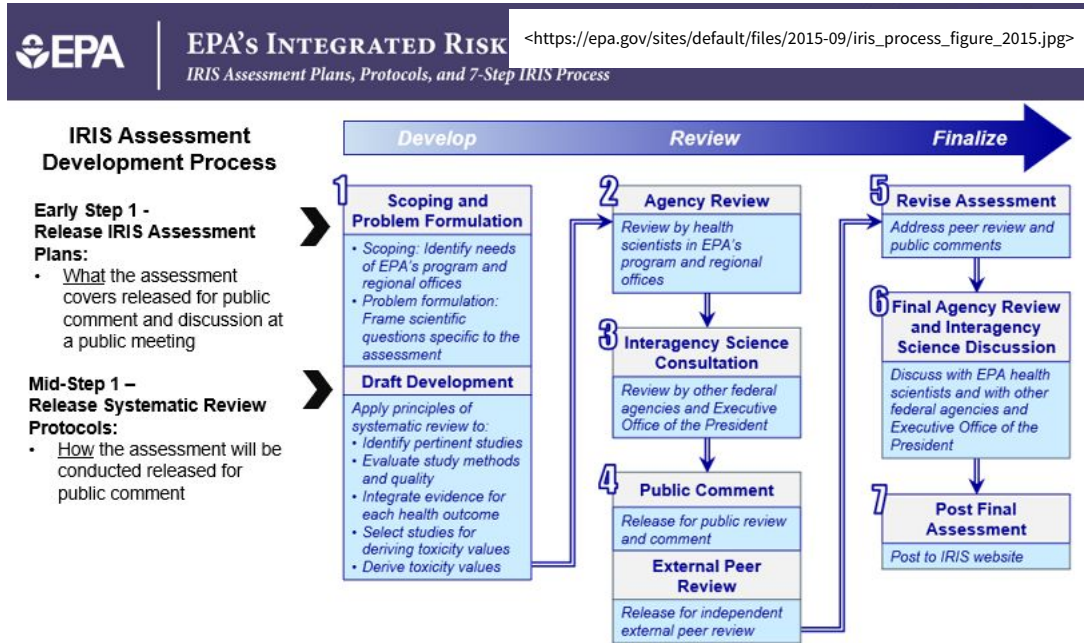 EPA
EPA'S INTEGRATED RISK
<https://epa.gov/sites/default/files/2015-09/iris_process_figure_2015.jpg>
IRIS Assessment Plans, Protocols, and 7-Step IRIS Process
IRIS Assessment
Development Process
Early Step 1 -
Release IRIS Assessment
Plans:
• What the assessment
covers released for public
comment and discussion at
a public meeting
Mid-Step 1 –
Release Systematic Review
Protocols:
• How the assessment will be
conducted released for
public comment
Develop
Review
Finalize
1
Scoping and
Problem Formulation
• Scoping: Identify needs
of EPA's program and
regional offices
• Problem formulation:
Frame scientific
questions specific to the
assessment
Draft Development
Apply principles of
systematic review to:
• Identify pertinent studies
• Evaluate study methods
and quality
• Integrate evidence for
each health outcome
• Select studies for
deriving toxicity values
• Derive toxicity values
2
Agency Review
Review by health
scientists in EPA's
program and regional
offices
3
Interagency Science
Consultation
Review by other federal
agencies and Executive
Office of the President
4
Public Comment
Release for public review
and comment
External Peer
Review
Release for independent
external peer review
5
Revise Assessment
Address peer review and
public comments
6
Final Agency Review
and Interagency
Science Discussion
Discuss with EPA health
scientists and with other
federal agencies and
Executive Office of the
President
7
Post Final
Assessment
Post to IRIS website